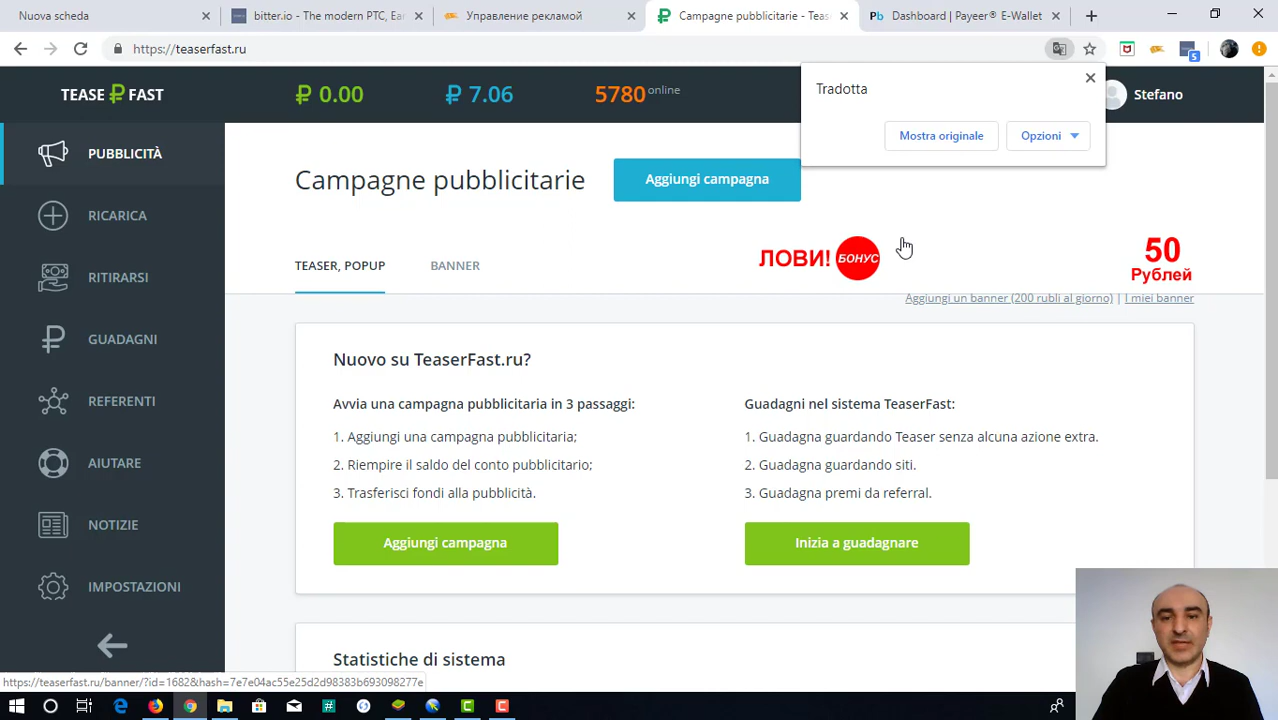 Nuova scheda
bitter.io - The modern PTC, Ear
Управление рекламой
Campagne pubblicitarie - Teas
Pb Dashboard | Payeer® E-Wallet
https://teaserfast.ru
TEASE₽FAST
₽ 0.00
₽ 7.06
5780 online
Stefano
Tradotta
Mostra originale
Opzioni
PUBBLICITÀ
RICARICA
RITIRARSI
GUADAGNI
REFERENTI
AIUTARE
NOTIZIE
IMPOSTAZIONI
Campagne pubblicitarie
Aggiungi campagna
TEASER, POPUP
BANNER
ЛОВИ! БОНУС
50
Рублей
Aggiungi un banner (200 rubli al giorno) | I miei banner
Nuovo su TeaserFast.ru?
Avvia una campagna pubblicitaria in 3 passaggi:
1. Aggiungi una campagna pubblicitaria;
2. Riempire il saldo del conto pubblicitario;
3. Trasferisci fondi alla pubblicità.
Aggiungi campagna
Guadagni nel sistema TeaserFast:
1. Guadagna guardando Teaser senza alcuna azione extra.
2. Guadagna guardando siti.
3. Guadagna premi da referral.
Inizia a guadagnare
Statistiche di sistema
https://teaserfast.ru/banner/?id=1682&hash=7e7e04ac55e25d2d98383b693098277e